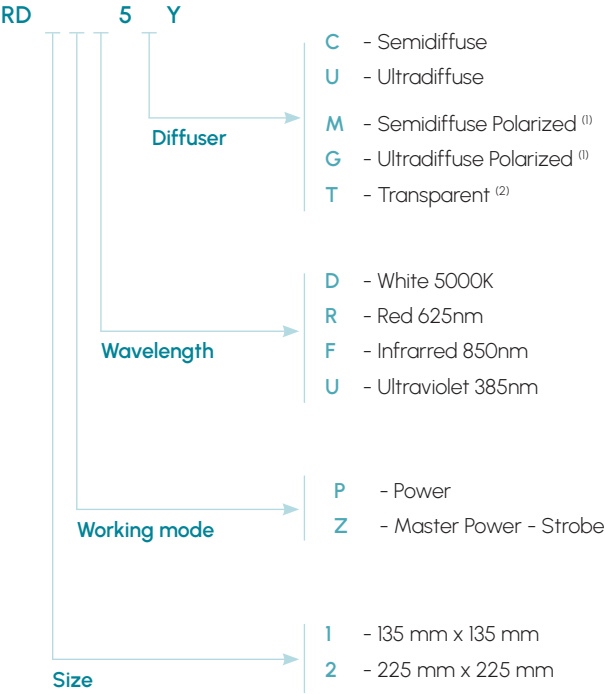 RD 5 Y
C - Semidiffuse
U - Ultradiffuse
M - Semidiffuse Polarized (1)
G - Ultradiffuse Polarized (1)
T - Transparent (2)
Diffuser
D - White 5000K
R - Red 625nm
F - Infrarred 850nm
U - Ultraviolet 385nm
Wavelength
P - Power
Z - Master Power - Strobe
Working mode
1 - 135 mm x 135 mm
2 - 225 mm x 225 mm
Size